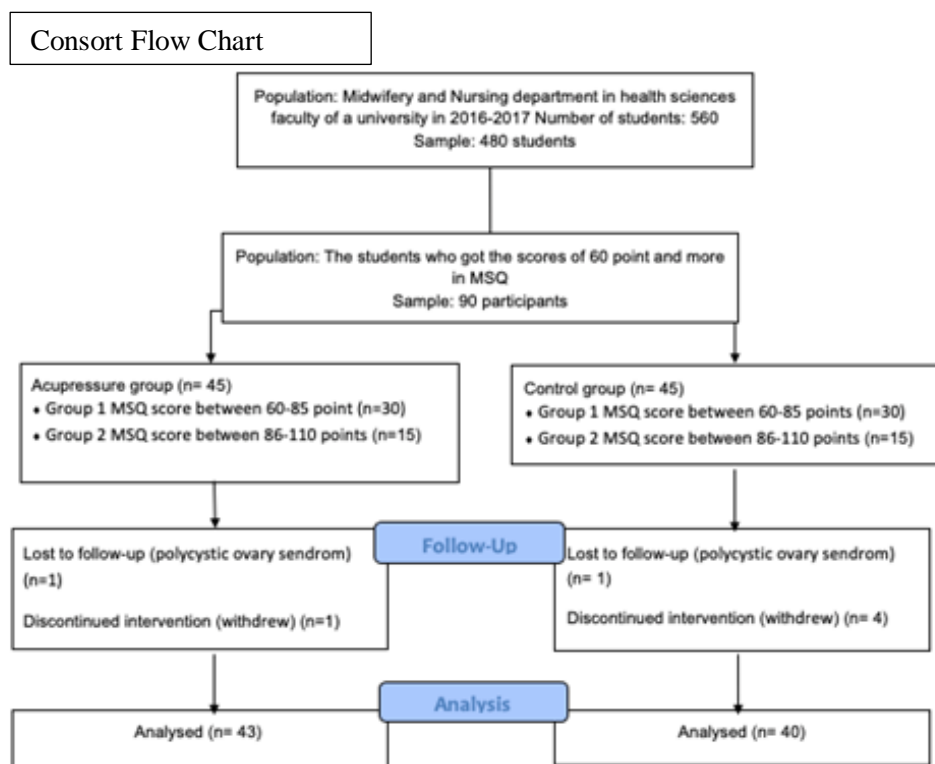 Consort Flow Chart
Population: Midwifery and Nursing department in health sciences
faculty of a university in 2016-2017 Number of students: 560
Sample: 480 students
Population: The students who got the scores of 60 point and more
in MSQ
Sample: 90 participants
Acupressure group (n= 45)
• Group 1 MSQ score between 60-85 point (n=30)
• Group 2 MSQ score between 86-110 points (n=15)
Control group (n= 45)
• Group 1 MSQ score between 60-85 points (n=30)
• Group 2 MSQ score between 86-110 points (n=15)
Follow-Up
Lost to follow-up (polycystic ovary sendrom)
(n=1)
Discontinued intervention (withdrew) (n=1)
Lost to follow-up (polycystic ovary sendrom)
(n= 1)
Discontinued intervention (withdrew) (n= 4)
Analysis
Analysed (n= 43)
Analysed (n= 40)